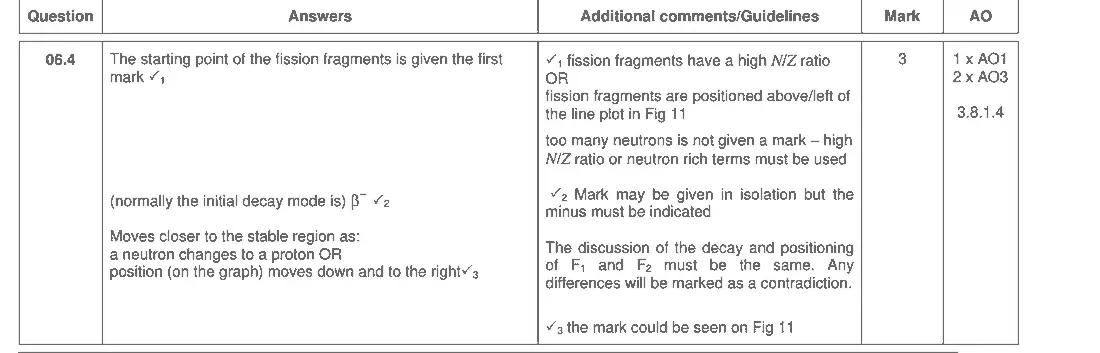 Question Answers Additional comments/Guidelines Mark AO
06.4 The starting point of the fission fragments is given the first
mark ✓1
✓1 fission fragments have a high N/Z ratio
OR
fission fragments are positioned above/left of
the line plot in Fig 11
too many neutrons is not given a mark – high
N/Z ratio or neutron rich terms must be used
3
1 x AO1
2 x AO3
3.8.1.4
(normally the initial decay mode is) β⁻ ✓2
✓2 Mark may be given in isolation but the
minus must be indicated
Moves closer to the stable region as:
a neutron changes to a proton OR
position (on the graph) moves down and to the right✓3
The discussion of the decay and positioning
of F1 and F2 must be the same. Any
differences will be marked as a contradiction.
✓3 the mark could be seen on Fig 11